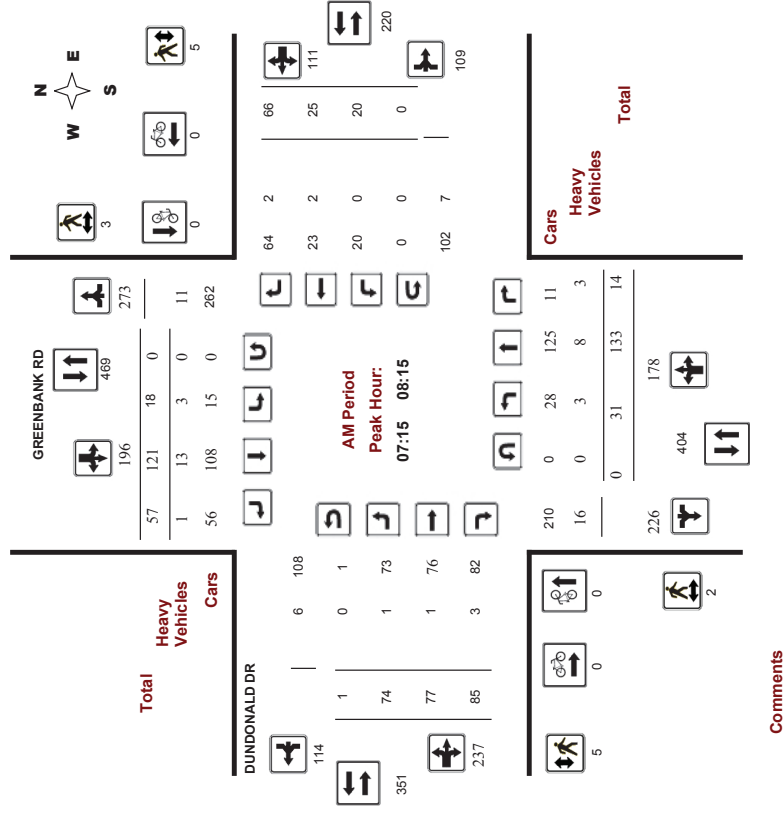 GREENBANK RD
N
W E
S
3
5
0 0
469
196 273
57 121 18 0
1 13 3 0 11
56 108 15 0 262
Total
Heavy
Vehicles
Cars
DUNDONALD DR
114 6 108
1 0 1
351
74 1 73
77 1 76
237
85 3 82
AM Period
Peak Hour:
07:15 08:15
64 2 66
111
23 2 25
220
20 0 20
0 0 0
102 7 109
Cars
Heavy
Vehicles
Total
210 0 28 125 11
16 0 3 8 3
0 31 133 14
226 178
404
0 0
5
2
Comments